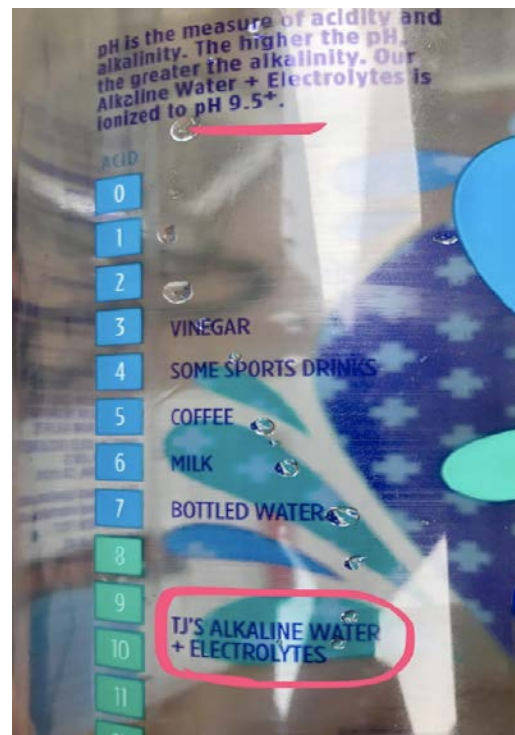 pH is the measure of acidity and
alkalinity. The higher the pH,
the greater the alkalinity. Our
Alkaline Water + Electrolytes is
ionized to pH 9.5+.
ACID
0
1
2
3 VINEGAR
4 SOME SPORTS DRINKS
5 COFFEE
6 MILK
7 BOTTLED WATER
8
9
TJ'S ALKALINE WATER
10 + ELECTROLYTES
11